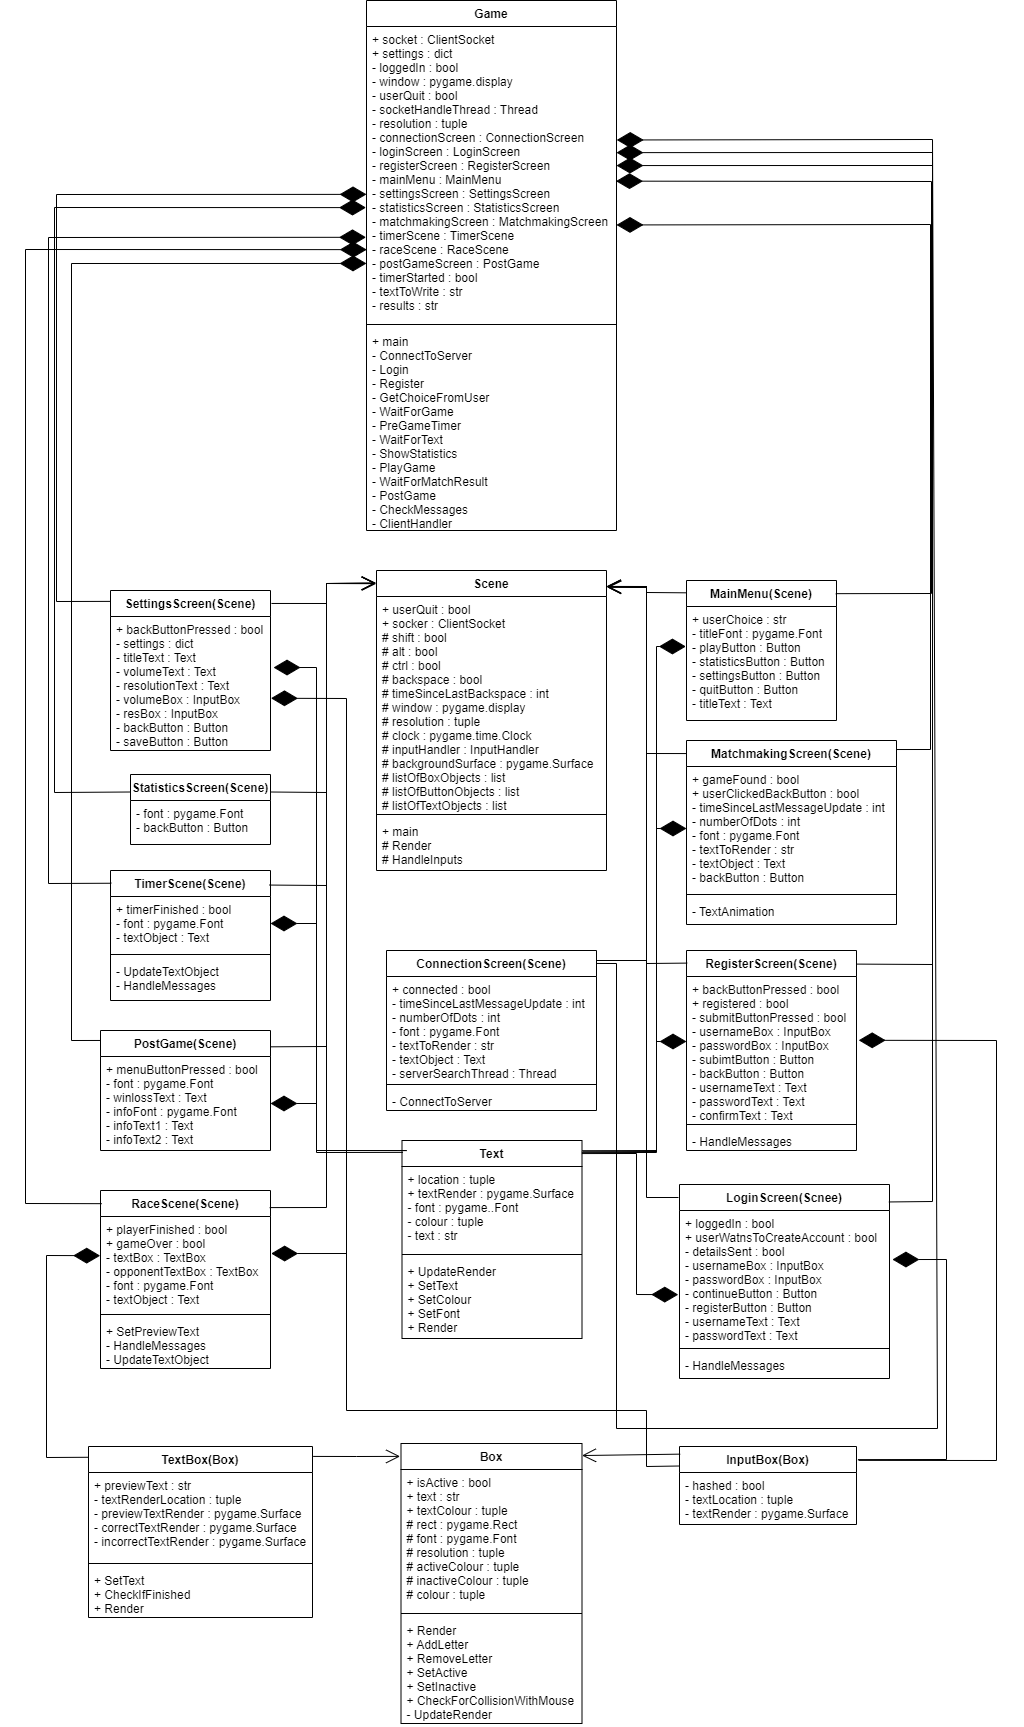 Game
+ socket : ClientSocket
+ settings : dict
- loggedIn : bool
- window : pygame.display
- userQuit : bool
- socketHandleThread : Thread
- resolution : tuple
- connectionScreen : ConnectionScreen
- loginScreen : LoginScreen
- registerScreen : RegisterScreen
- mainMenu : MainMenu
- settingsScreen : SettingsScreen
- statisticsScreen : StatisticsScreen
- matchmakingScreen : MatchmakingScreen
- timerScene : TimerScene
- raceScene : RaceScene
- postGameScreen : PostGame
- timerStarted : bool
- textToWrite : str
- results : str
+ main
- ConnectToServer
- Login
- Register
- GetChoiceFromUser
- WaitForGame
- PreGameTimer
- WaitForText
- ShowStatistics
- PlayGame
- WaitForMatchResult
- PostGame
- CheckMessages
- ClientHandler
SettingsScreen(Scene)
+ backButtonPressed : bool
- settings : dict
- titleText : Text
- volumeText : Text
- resolutionText : Text
- volumeBox : InputBox
- resBox : InputBox
- backButton : Button
- saveButton : Button
Scene
+ userQuit : bool
+ socker : ClientSocket
# shift : bool
# alt : bool
# ctrl : bool
# backspace : bool
# timeSinceLastBackspace : int
# window : pygame.display
# resolution : tuple
# clock : pygame.time.Clock
# inputHandler : InputHandler
# backgroundSurface : pygame.Surface
# listOfBoxObjects : list
# listOfButtonObjects : list
# listOfTextObjects : list
+ main
# Render
# HandleInputs
MainMenu(Scene)
+ userChoice : str
- titleFont : pygame.Font
- playButton : Button
- statisticsButton : Button
- settingsButton : Button
- quitButton : Button
- titleText : Text
MatchmakingScreen(Scene)
+ gameFound : bool
+ userClickedBackButton : bool
- timeSinceLastMessageUpdate : int
- numberOfDots : int
- font : pygame.Font
- textToRender : str
- textObject : Text
- backButton : Button
- TextAnimation
StatisticsScreen(Scene)
- font : pygame.Font
- backButton : Button
TimerScene(Scene)
+ timerFinished : bool
- font : pygame.Font
- textObject : Text
- UpdateTextObject
- HandleMessages
ConnectionScreen(Scene)
+ connected : bool
- timeSinceLastMessageUpdate : int
- numberOfDots : int
- font : pygame.Font
- textToRender : str
- textObject : Text
- serverSearchThread : Thread
- ConnectToServer
RegisterScreen(Scene)
+ backButtonPressed : bool
+ registered : bool
- submitButtonPressed : bool
- usernameBox : InputBox
- passwordBox : InputBox
- subimtButton : Button
- backButton : Button
- usernameText : Text
- passwordText : Text
- confirmText : Text
- HandleMessages
PostGame(Scene)
+ menuButtonPressed : bool
- font : pygame.Font
- winlossText : Text
- infoFont : pygame.Font
- infoText1 : Text
- infoText2 : Text
Text
+ location : tuple
+ textRender : pygame.Surface
- font : pygame..Font
- colour : tuple
- text : str
+ UpdateRender
+ SetText
+ SetColour
+ SetFont
+ Render
LoginScreen(Scnee)
+ loggedIn : bool
+ userWatnsToCreateAccount : bool
- detailsSent : bool
- usernameBox : InputBox
- passwordBox : InputBox
- continueButton : Button
- registerButton : Button
- usernameText : Text
- passwordText : Text
- HandleMessages
RaceScene(Scene)
+ playerFinished : bool
+ gameOver : bool
- textBox : TextBox
- opponentTextBox : TextBox
- font : pygame.Font
- textObject : Text
+ SetPreviewText
- HandleMessages
- UpdateTextObject
TextBox(Box)
+ previewText : str
- textRenderLocation : tuple
- previewTextRender : pygame.Surface
- correctTextRender : pygame.Surface
- incorrectTextRender : pygame.Surface
+ SetText
+ CheckIfFinished
+ Render
Box
+ isActive : bool
+ text : str
+ textColour : tuple
# rect : pygame.Rect
# font : pygame.Font
# resolution : tuple
# activeColour : tuple
# inactiveColour : tuple
# colour : tuple
+ Render
+ AddLetter
+ RemoveLetter
+ SetActive
+ SetInactive
+ CheckForCollisionWithMouse
- UpdateRender
InputBox(Box)
- hashed : bool
- textLocation : tuple
- textRender : pygame.Surface